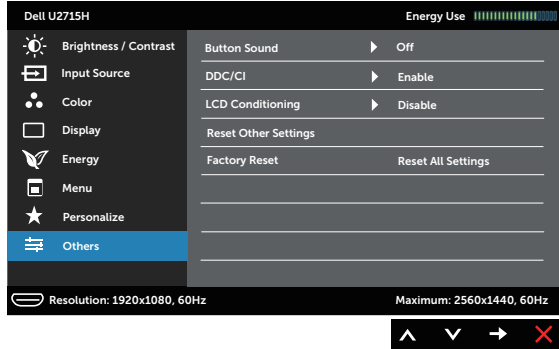 Dell U2715H Energy Use
Brightness / Contrast Button Sound Off
Input Source DDC/CI Enable
Color LCD Conditioning Disable
Display Reset Other Settings
Energy Factory Reset Reset All Settings
Menu
Personalize
Others
Resolution: 1920x1080, 60Hz Maximum: 2560x1440, 60Hz